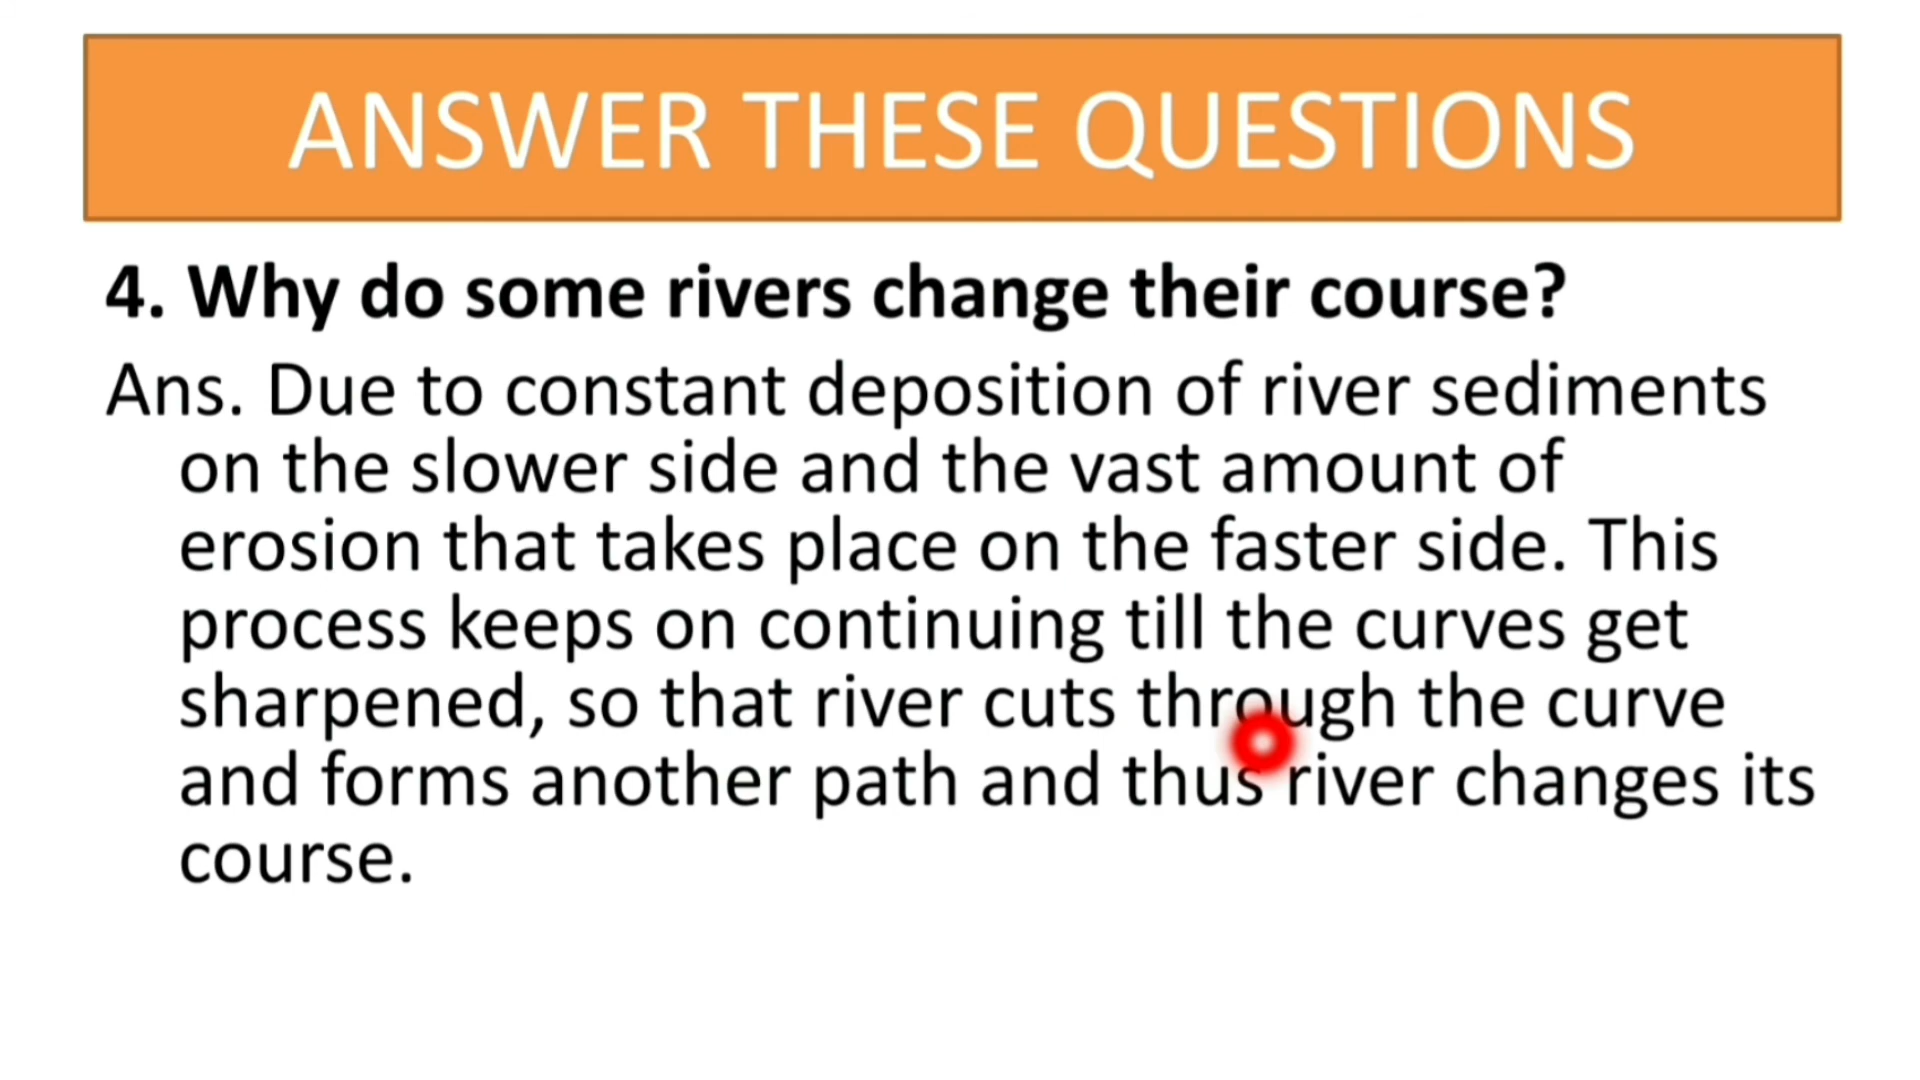 ANSWER THESE QUESTIONS
4. Why do some rivers change their course?
Ans. Due to constant deposition of river sediments
on the slower side and the vast amount of
erosion that takes place on the faster side. This
process keeps on continuing till the curves get
sharpened, so that river cuts through the curve
and forms another path and thus river changes its
course.